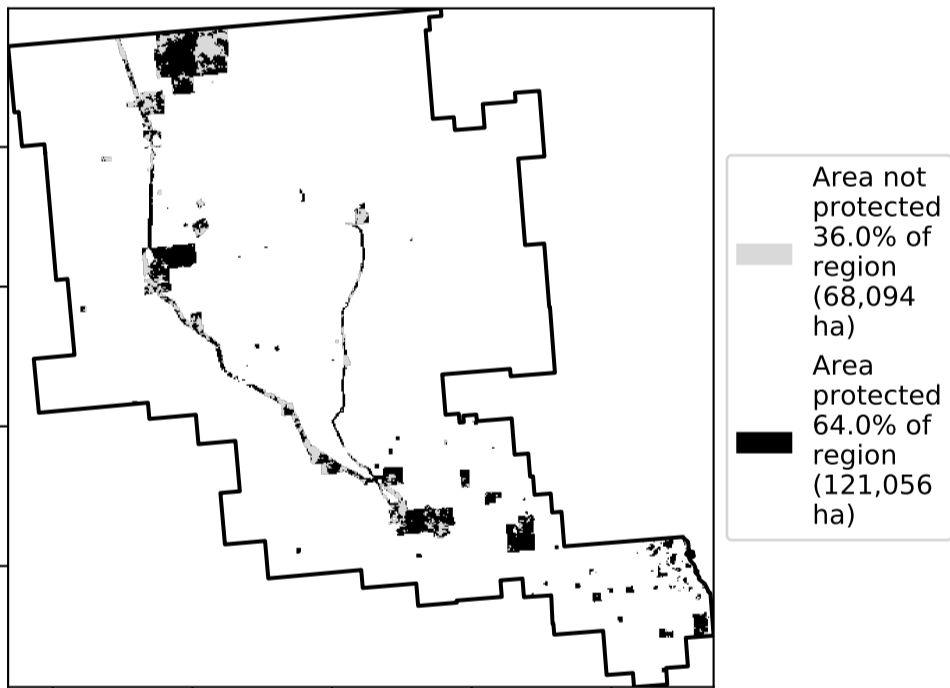 Area not
protected
36.0% of
region
(68,094
ha)
Area
protected
64.0% of
region
(121,056
ha)